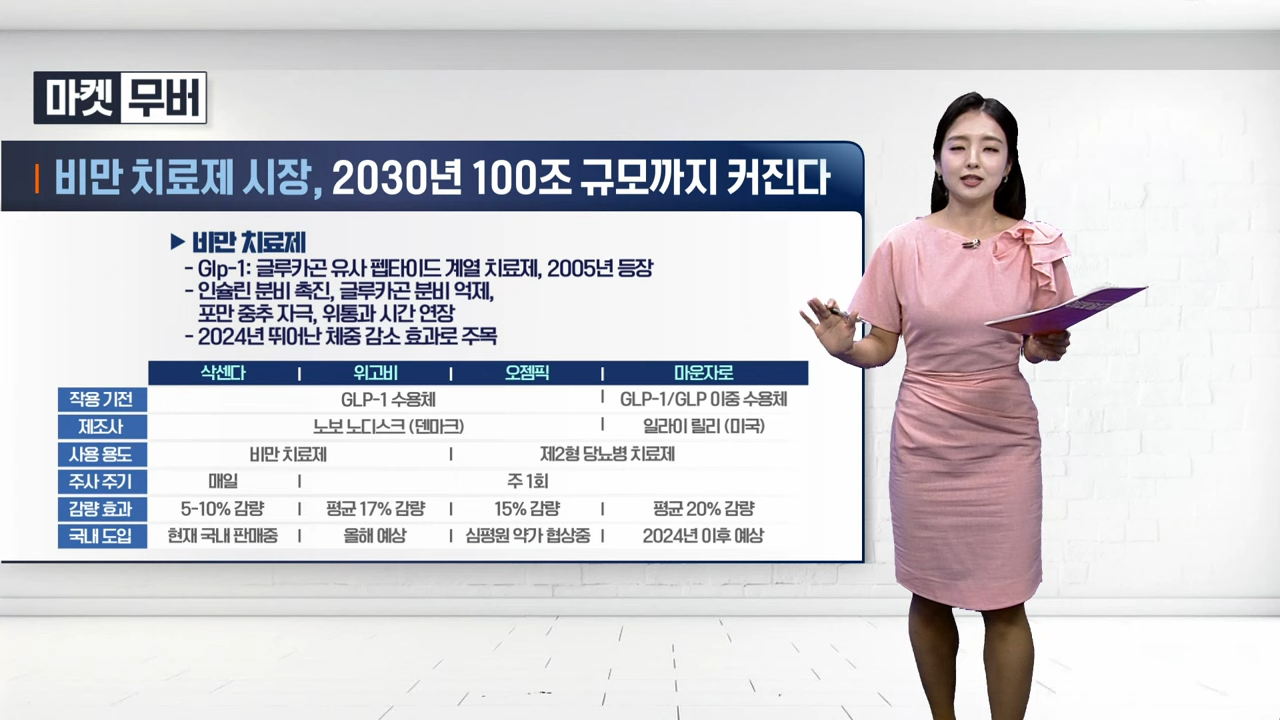 마켓 무버
비만 치료제 시장, 2030년 100조 규모까지 커진다
▶ 비만 치료제
- Glp-1: 글루카곤 유사 펩타이드 계열 치료제, 2005년 등장
- 인슐린 분비 촉진, 글루카곤 분비 억제,
포만 중추 자극, 위통과 시간 연장
- 2024년 뛰어난 체중 감소 효과로 주목
삭센다 | 위고비 | 오젬픽 | 마운자로
작용 기전 GLP-1 수용체 | GLP-1/GLP 이중 수용체
제조사 노보 노디스크 (덴마크) | 일라이 릴리 (미국)
사용 용도 비만 치료제 | 제2형 당뇨병 치료제
주사 주기 매일 | 주 1회
감량 효과 5-10% 감량 | 평균 17% 감량 | 15% 감량 | 평균 20% 감량
국내 도입 현재 국내 판매중 | 올해 예상 | 심평원 약가 협상중 | 2024년 이후 예상